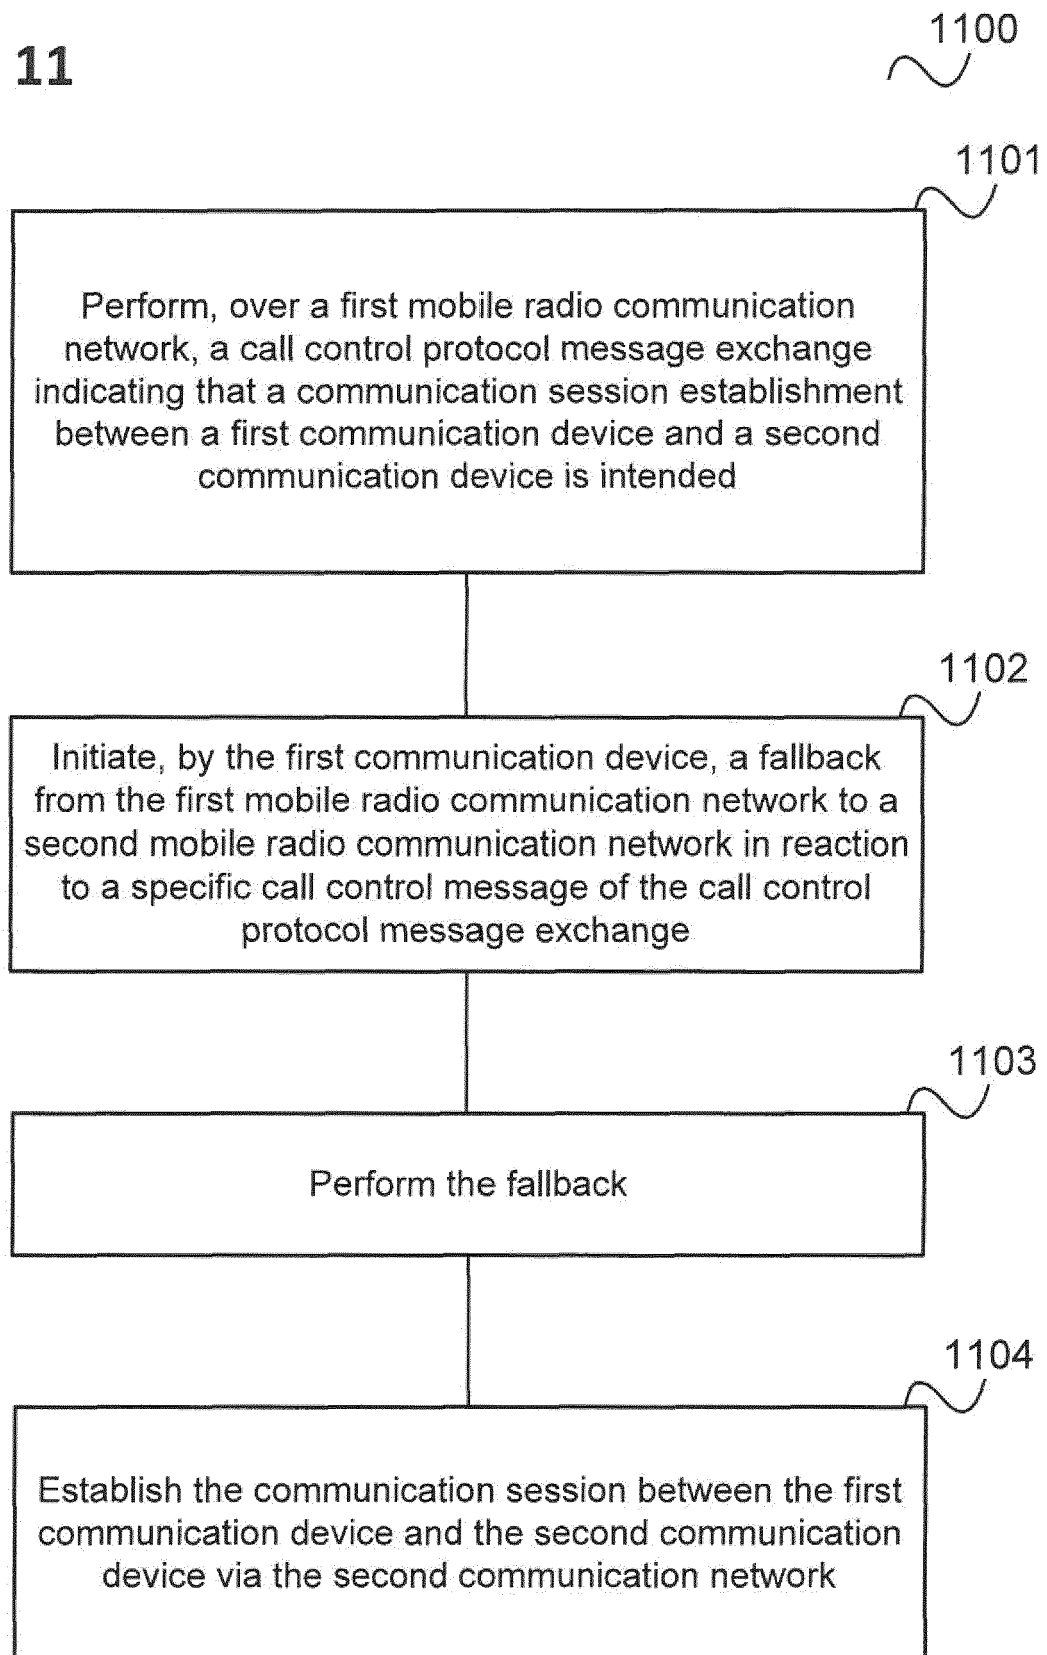 11
1100
1101
Perform, over a first mobile radio communication
network, a call control protocol message exchange
indicating that a communication session establishment
between a first communication device and a second
communication device is intended
1102
Initiate, by the first communication device, a fallback
from the first mobile radio communication network to a
second mobile radio communication network in reaction
to a specific call control message of the call control
protocol message exchange
1103
Perform the fallback
1104
Establish the communication session between the first
communication device and the second communication
device via the second communication network